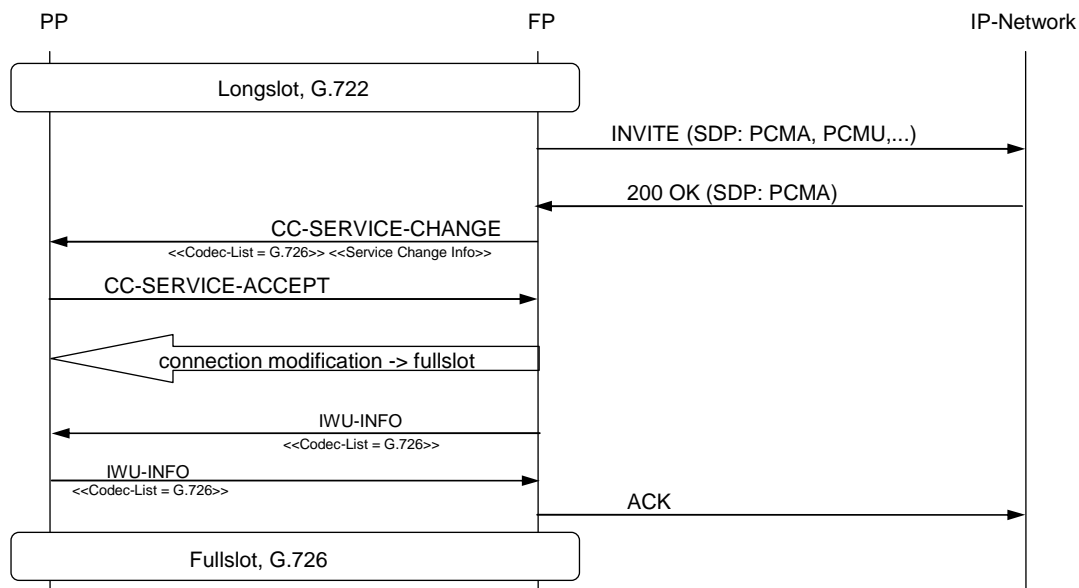 PP FP IP-Network
Longslot, G.722
INVITE (SDP: PCMA, PCMU,...)
200 OK (SDP: PCMA)
CC-SERVICE-CHANGE
<<Codec-List = G.726>> <<Service Change Info>>
CC-SERVICE-ACCEPT
connection modification -> fullslot
IWU-INFO
<<Codec-List = G.726>>
IWU-INFO
<<Codec-List = G.726>>
ACK
Fullslot, G.726